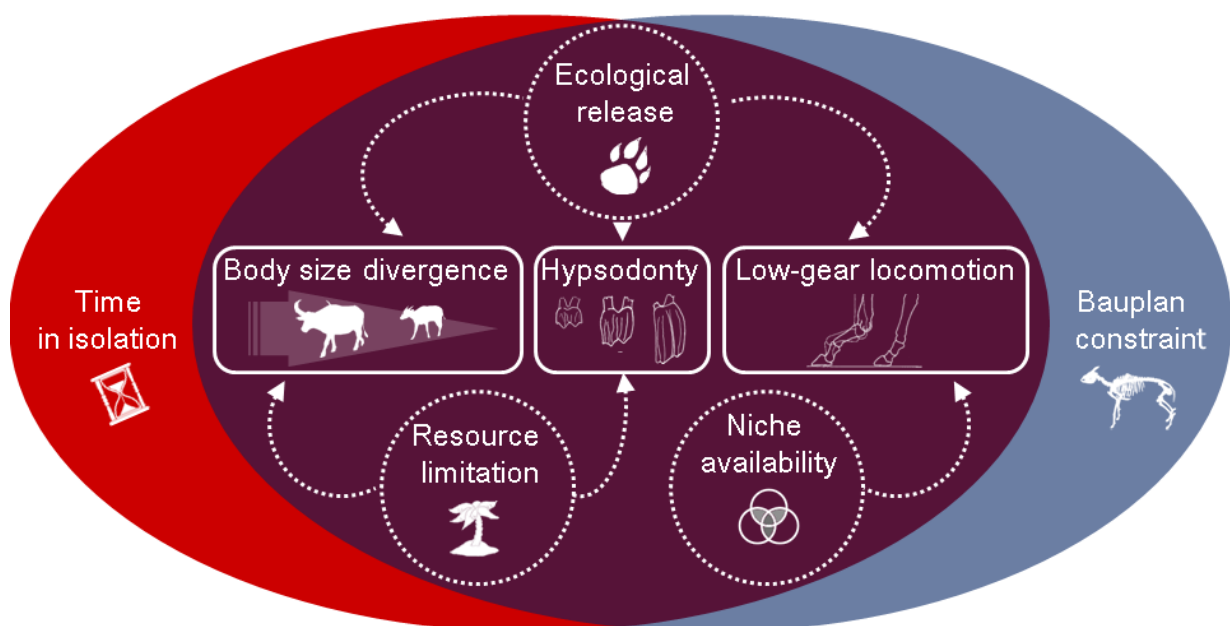 Ecological
release
Body size divergence
Hypsodonty
Low-gear locomotion
Time
in isolation
Bauplan
constraint
Resource
limitation
Niche
availability